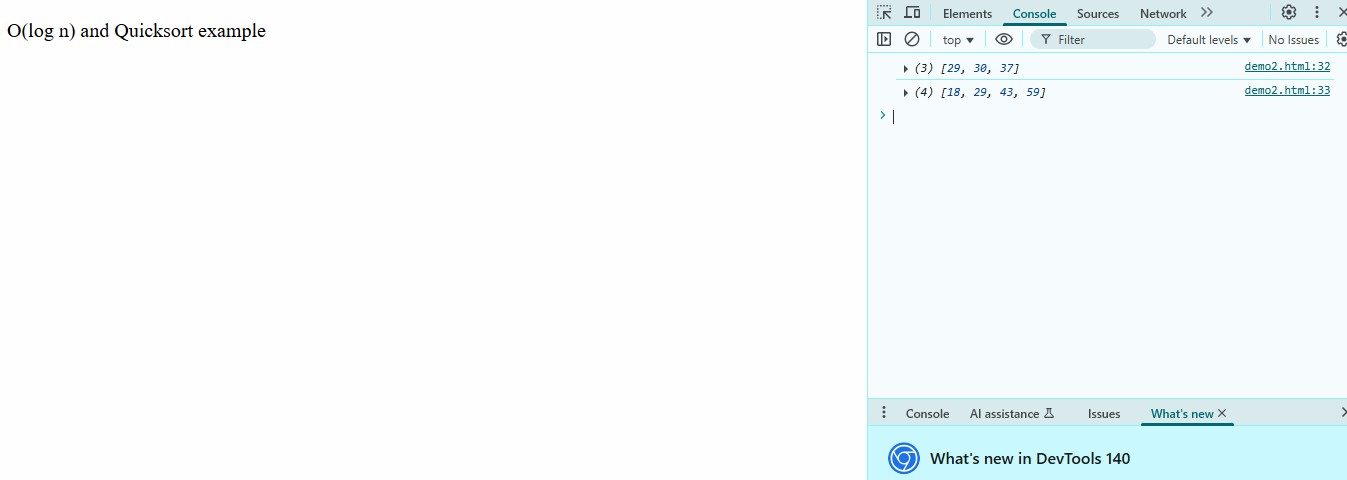 O(log n) and Quicksort example
Elements Console Sources Network
top Filter Default levels No Issues
(3) [29, 30, 37] demo2.html:32
(4) [18, 29, 43, 59] demo2.html:33
Console AI assistance Issues What's new
What's new in DevTools 140